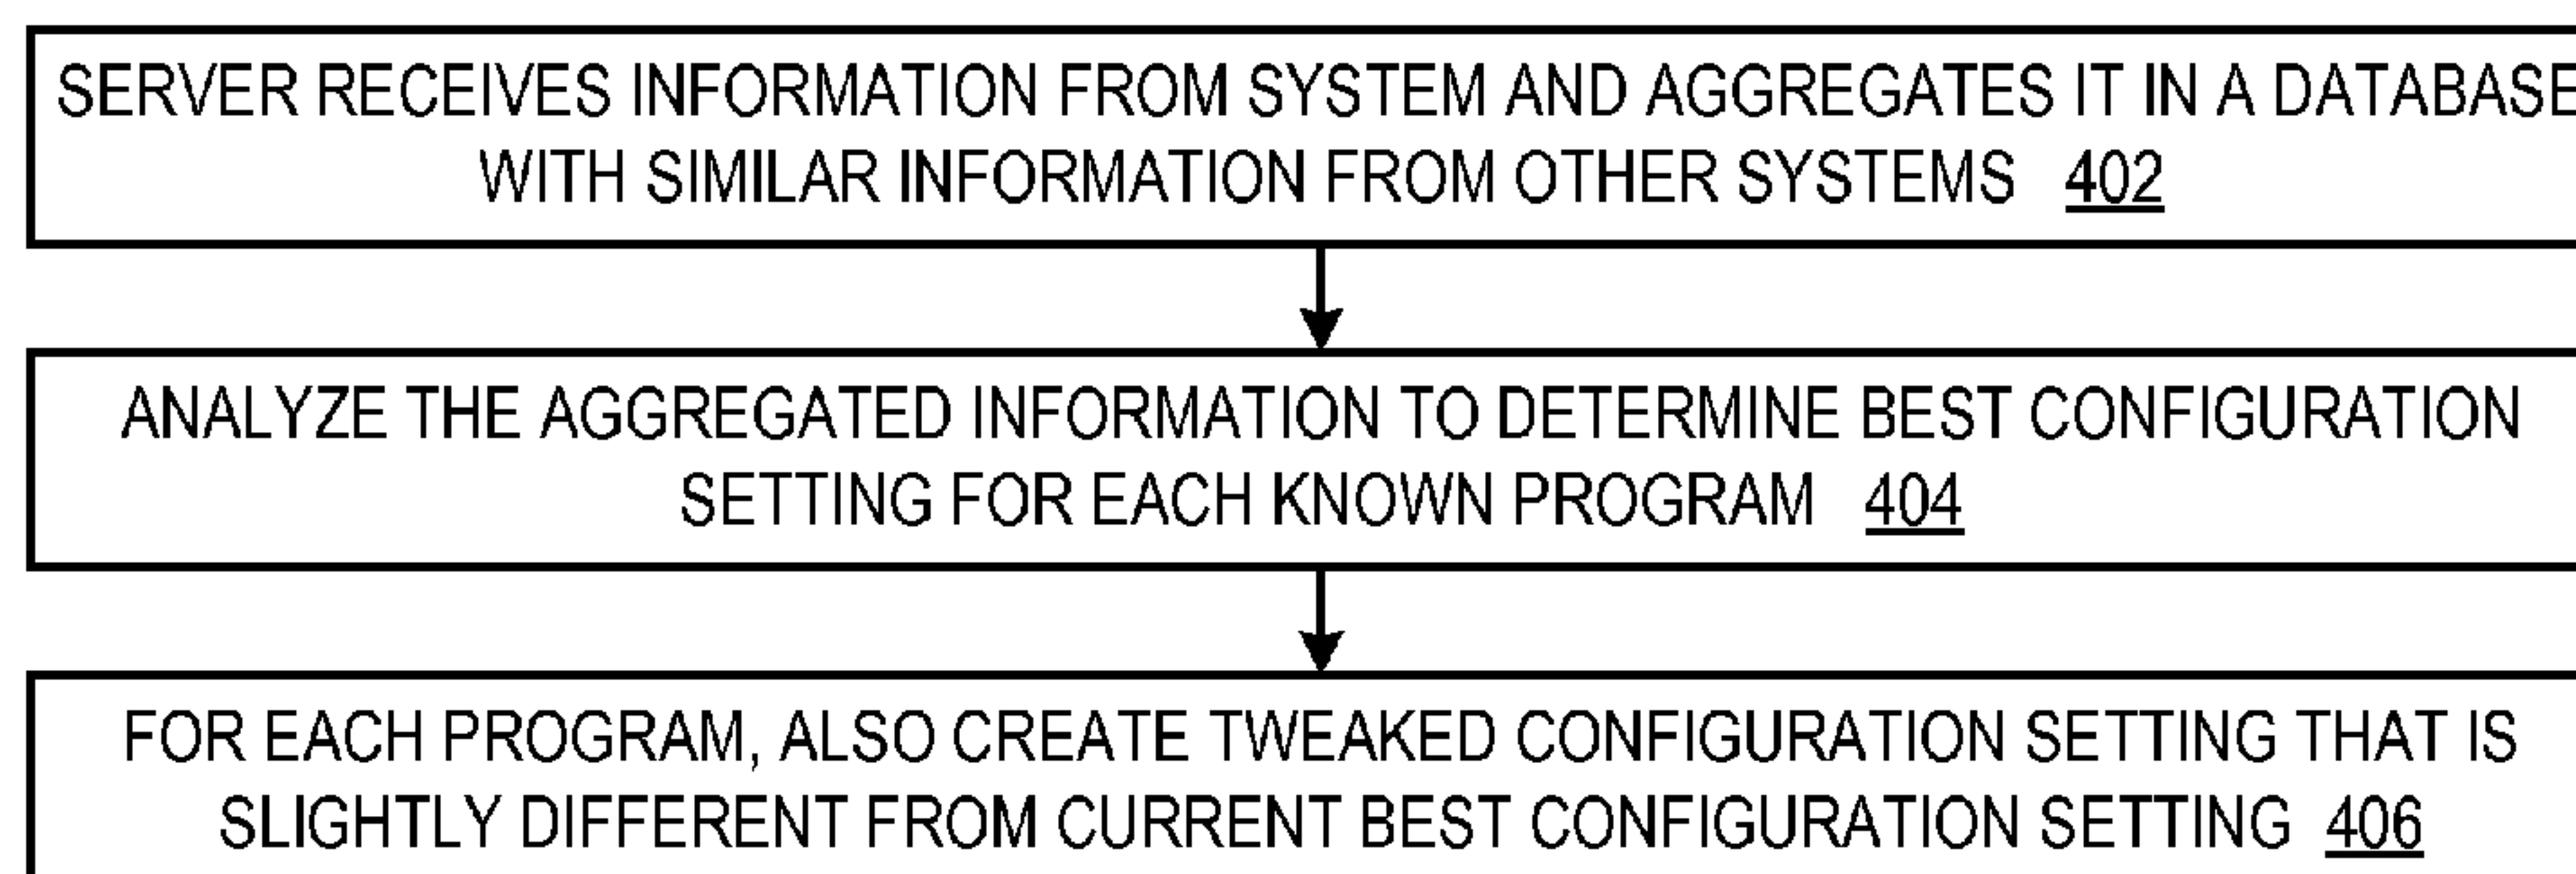 SERVER RECEIVES INFORMATION FROM SYSTEM AND AGGREGATES IT IN A DATABASE
WITH SIMILAR INFORMATION FROM OTHER SYSTEMS 402
ANALYZE THE AGGREGATED INFORMATION TO DETERMINE BEST CONFIGURATION
SETTING FOR EACH KNOWN PROGRAM 404
FOR EACH PROGRAM, ALSO CREATE TWEAKED CONFIGURATION SETTING THAT IS
SLIGHTLY DIFFERENT FROM CURRENT BEST CONFIGURATION SETTING 406